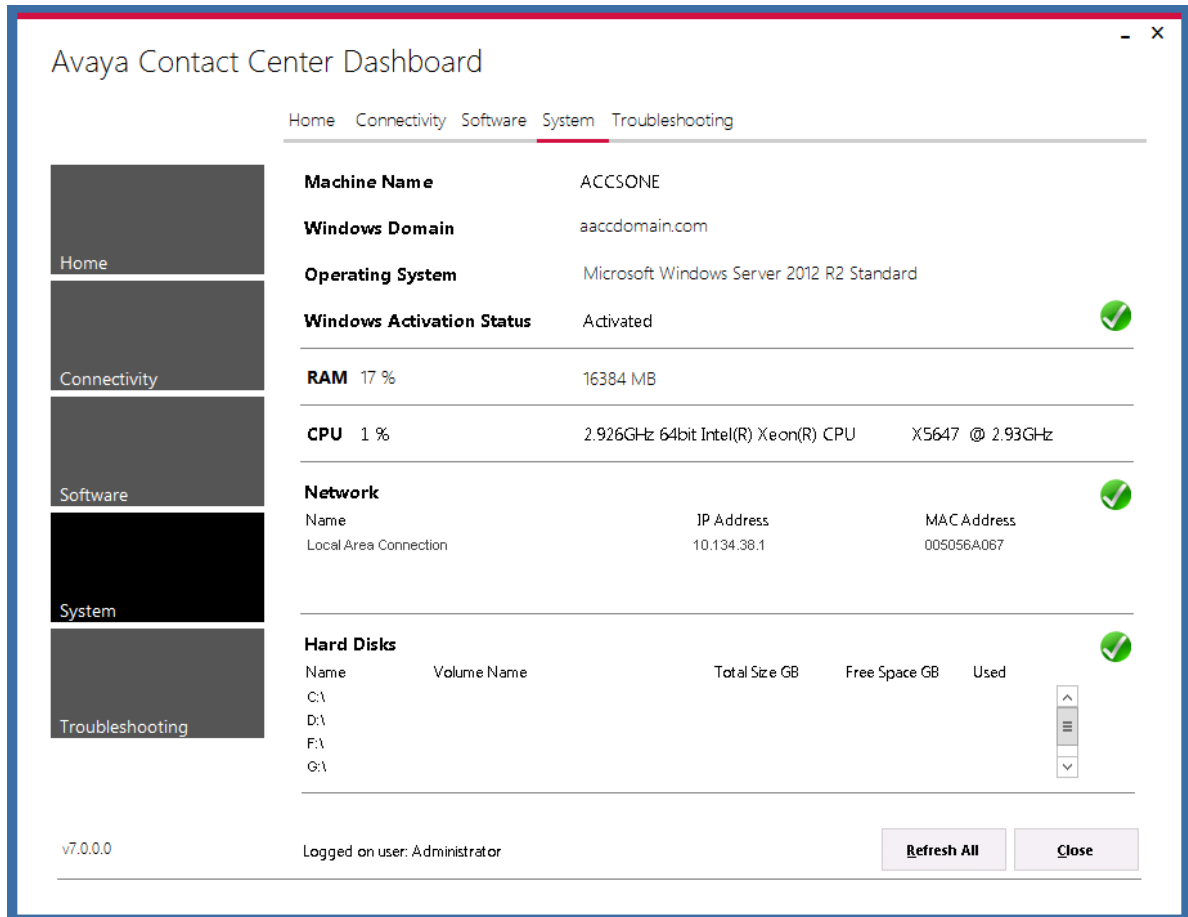 Avaya Contact Center Dashboard
Home Connectivity Software System Troubleshooting
Home
Connectivity
Software
System
Troubleshooting
Machine Name ACCSONE
Windows Domain aaccdomain.com
Operating System Microsoft Windows Server 2012 R2 Standard
Windows Activation Status Activated
RAM 17 % 16384 MB
CPU 1 % 2.926GHz 64bit Intel(R) Xeon(R) CPU X5647 @ 2.93GHz
Network
Name IP Address MAC Address
Local Area Connection 10.134.38.1 005056A067
Hard Disks
Name Volume Name Total Size GB Free Space GB Used
C:\
D:\
F:\
G:\
v7.0.0.0 Logged on user: Administrator Refresh All Close